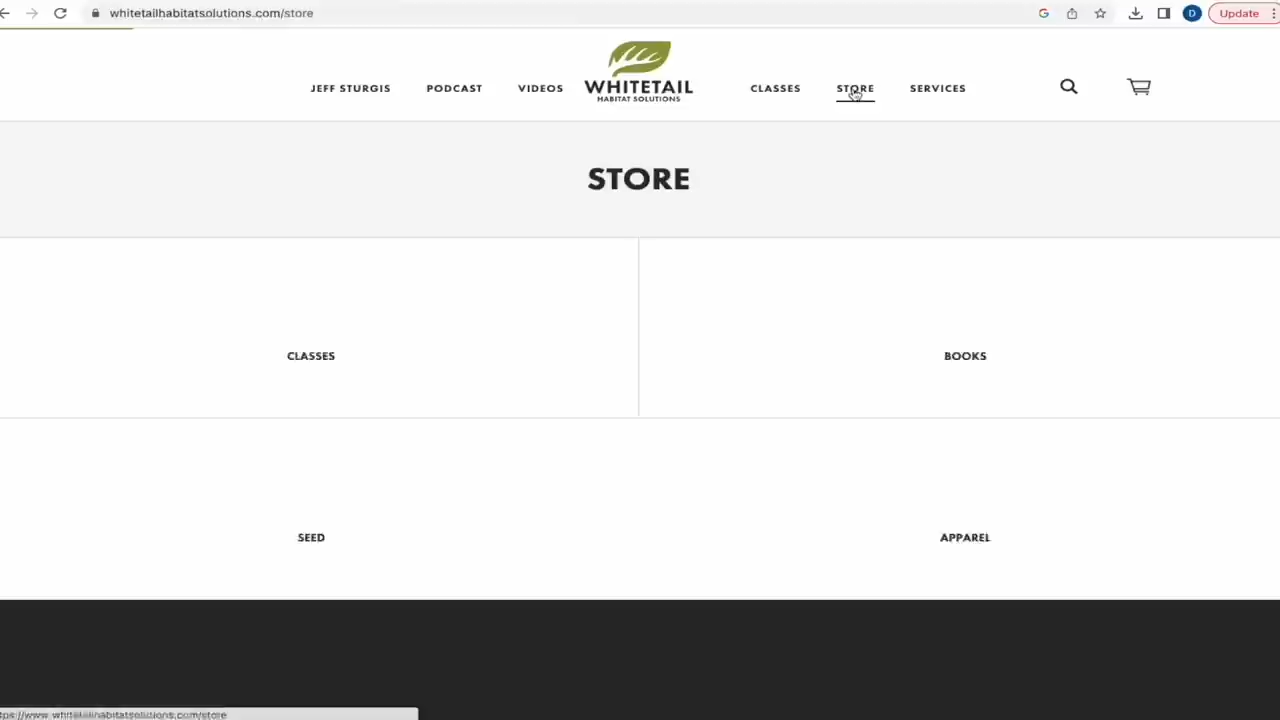 whitetailhabitatsolutions.com/store
D
Update
JEFF STURGIS
PODCAST
VIDEOS
WHITETAIL
HABITAT SOLUTIONS
CLASSES
STORE
SERVICES
STORE
CLASSES
BOOKS
SEED
APPAREL